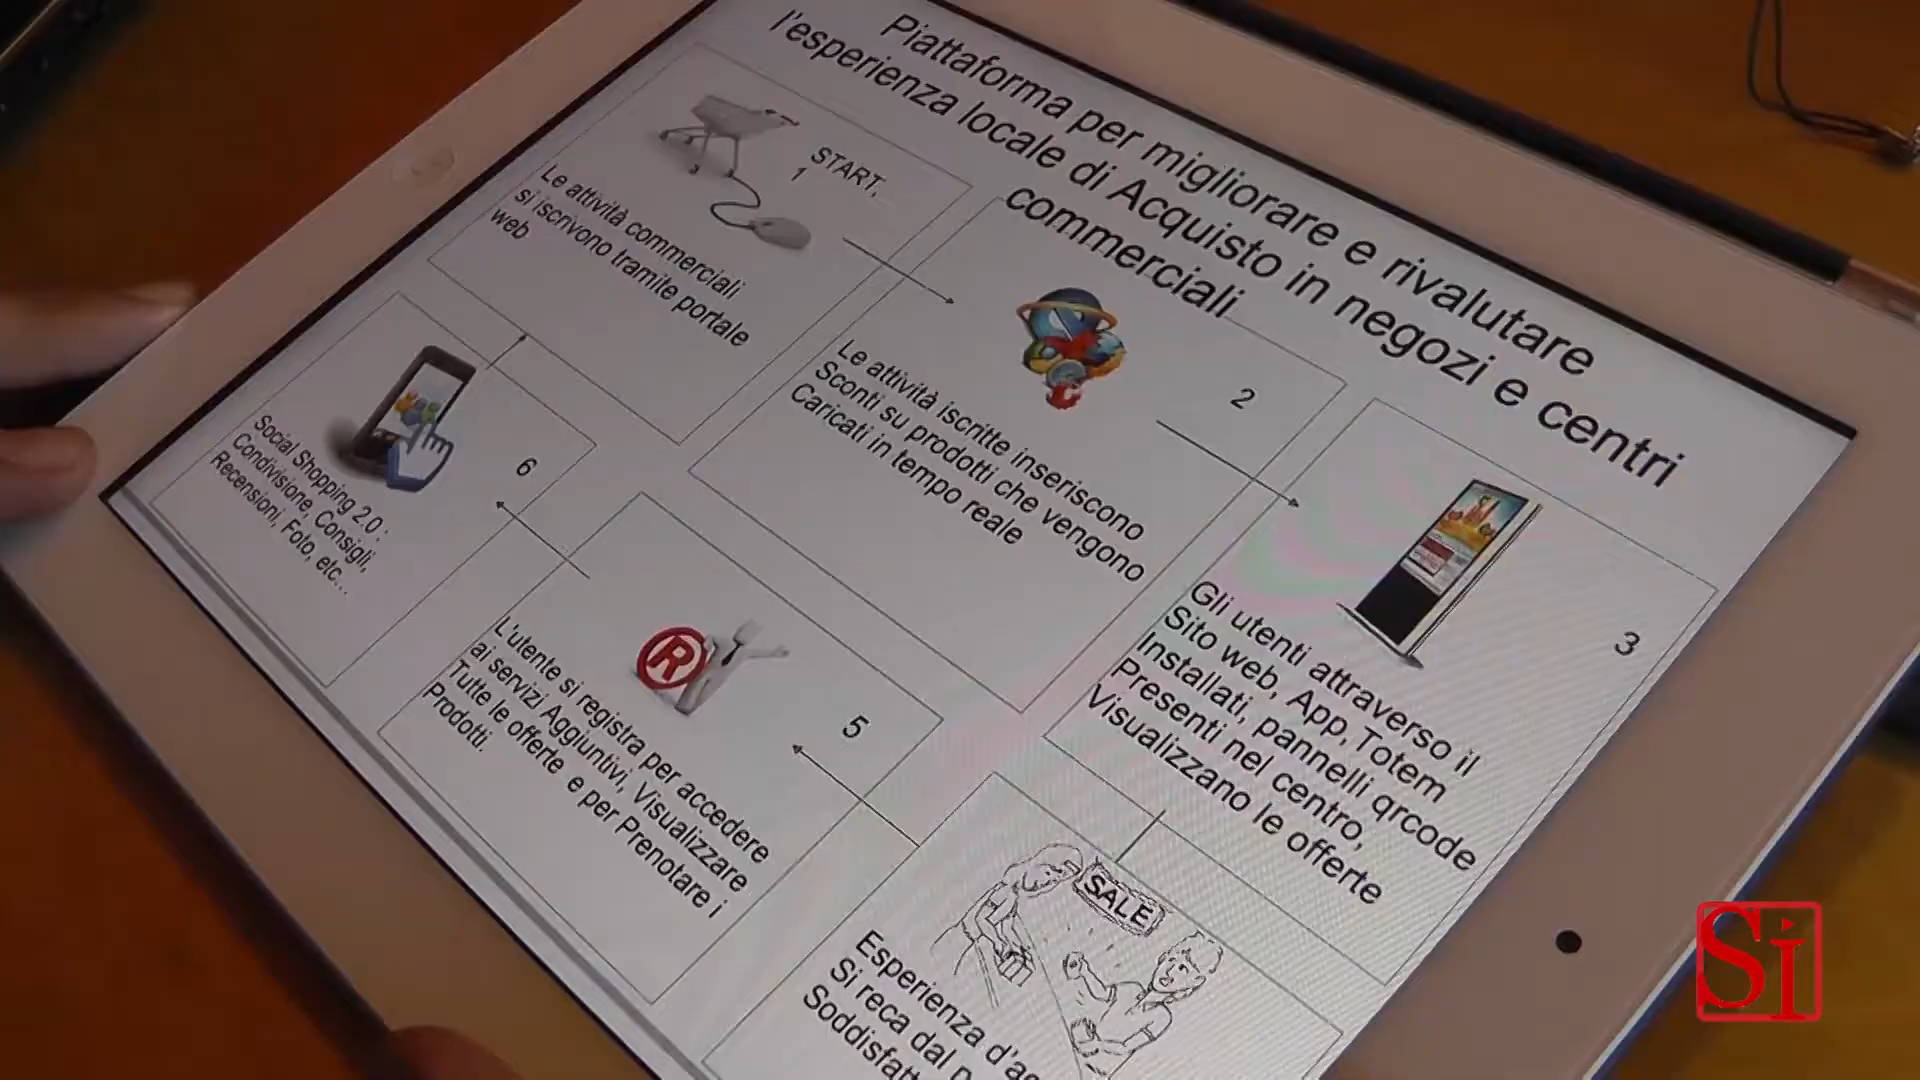 Piattaforma per migliorare e rivalutare
l'esperienza locale di Acquisto in negozi e centri
commerciali
START,
1
Le attività commerciali
si iscrivono tramite portale
web
2
Le attività iscritte inseriscono
Sconti su prodotti che vengono
Caricati in tempo reale
3
Gli utenti attraverso il
Sito web, App, Totem
Installati, pannelli qrcode
Presenti nel centro,
Visualizzano le offerte
SALE
Esperienza
Si reca dal
5
R
L'utente si registra per accedere
ai servizi Aggiuntivi, Visualizzare
Tutte le offerte e per Prenotare i
Prodotti.
6
Social Shopping 2.0 :
Condivisione, Consigli,
Recensioni, Foto, etc...
Si